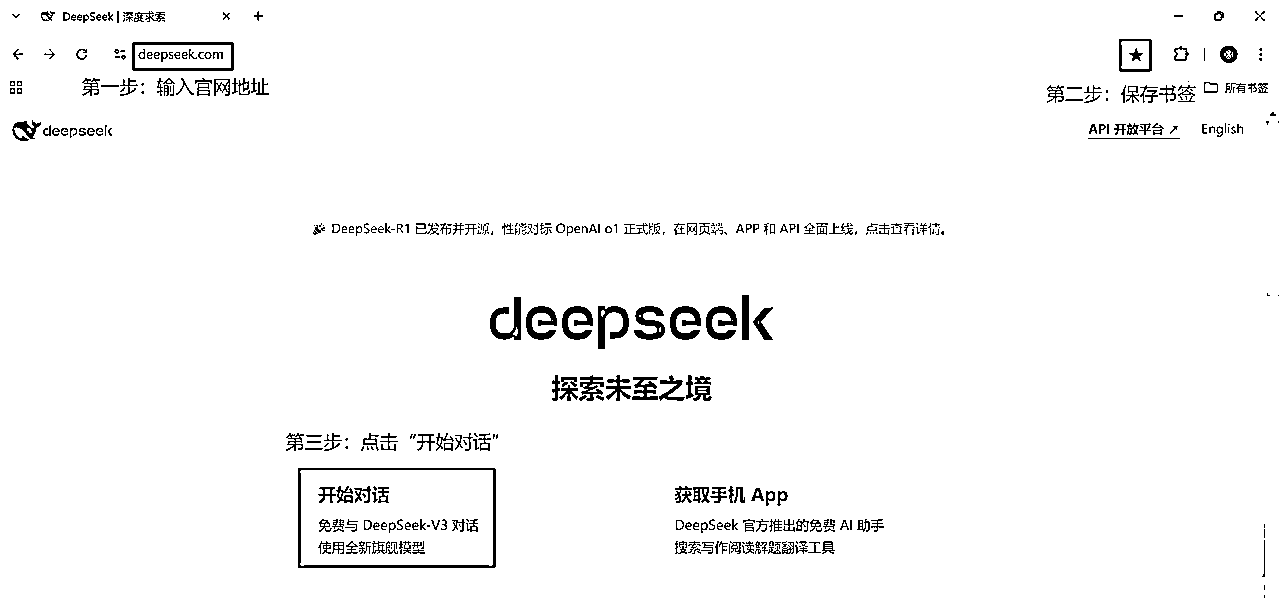 DeepSeek | 深度求索
deepseek.com
第一步：输入官网地址
第二步：保存书签
所有书签
deepseek
API 开放平台 ↗
English
🎉 DeepSeek-R1 已发布并开源，性能对标 OpenAI o1 正式版，在网页端、APP 和 API 全面上线，点击查看详情。
deepseek
探索未至之境
第三步：点击“开始对话”
开始对话
免费与 DeepSeek-V3 对话
使用全新旗舰模型
获取手机 App
DeepSeek 官方推出的免费 AI 助手
搜索写作阅读解题翻译工具